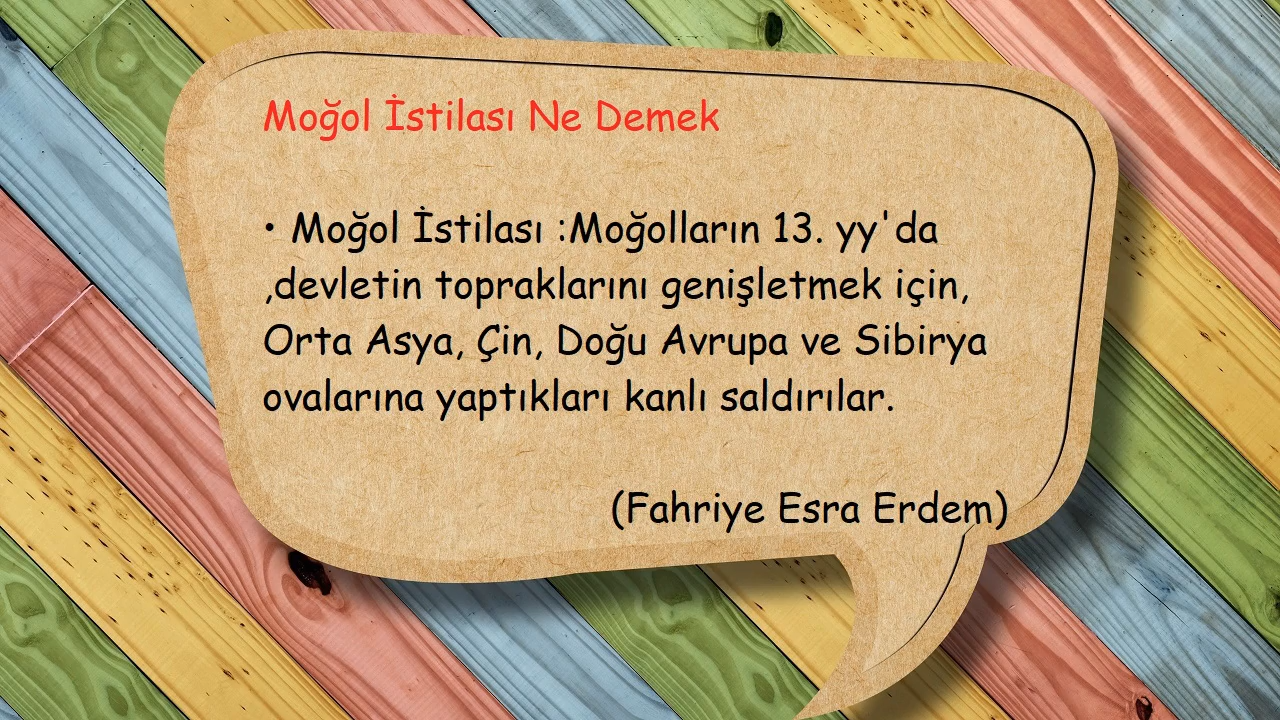 Moğol İstilası Ne Demek
• Moğol İstilası :Moğolların 13. yy'da
,devletin topraklarını genişletmek için,
Orta Asya, Çin, Doğu Avrupa ve Sibirya
ovalarına yaptıkları kanlı saldırılar.
(Fahriye Esra Erdem)